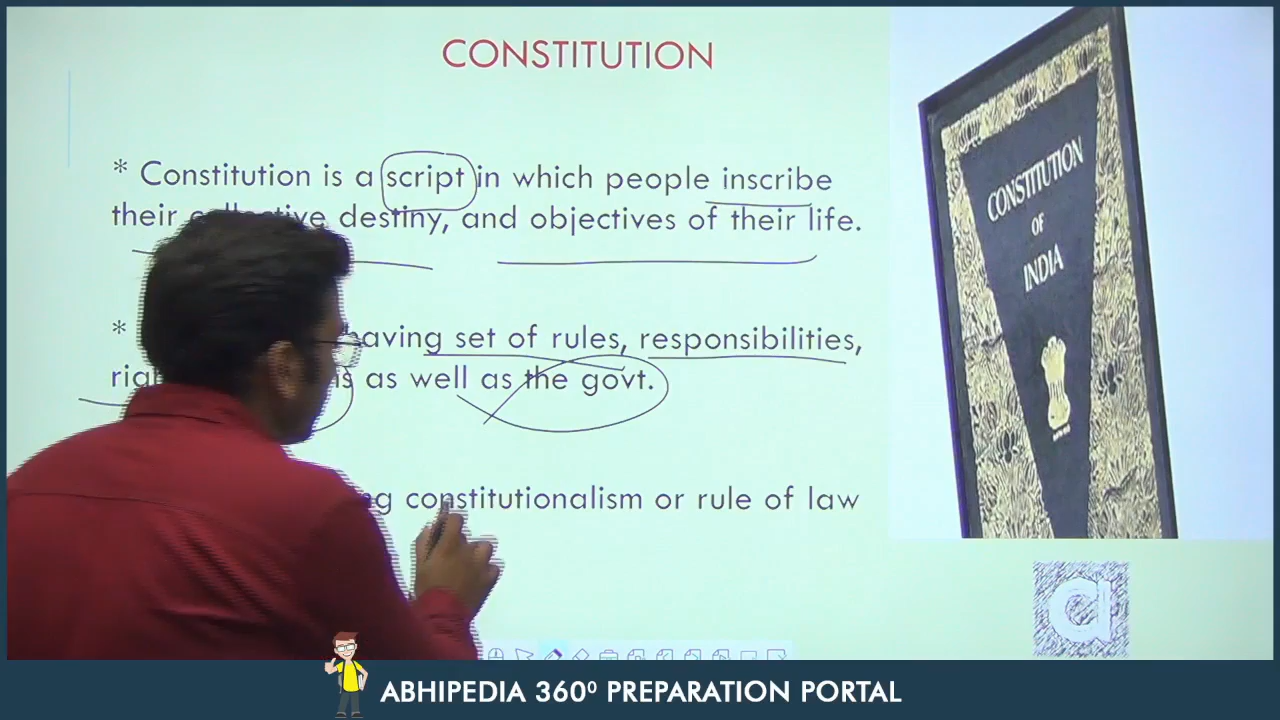 CONSTITUTION
* Constitution is a script in which people inscribe
their collective destiny, and objectives of their life.
* having set of rules, responsibilities,
as well as the govt.
constitutionalism or rule of law
CONSTITUTION
OF
INDIA
a
ABHIPEDIA 360⁰ PREPARATION PORTAL